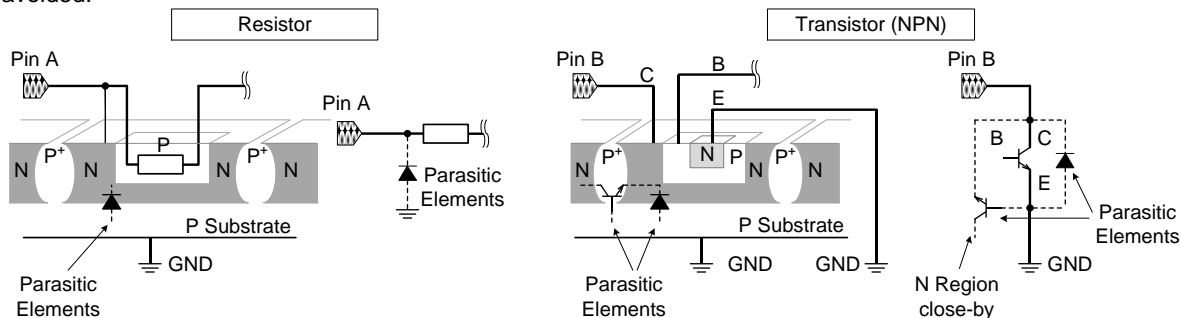 Resistor
Transistor (NPN)
Pin A
Pin B
B
Pin B
C
E
Pin A
P
N P+ N P+ N
N P+ N P N P+ N
B C
E
Parasitic
Elements
P Substrate
P Substrate
GND
GND
GND
GND
Parasitic
Elements
Parasitic
Elements
Parasitic
Elements
N Region
close-by